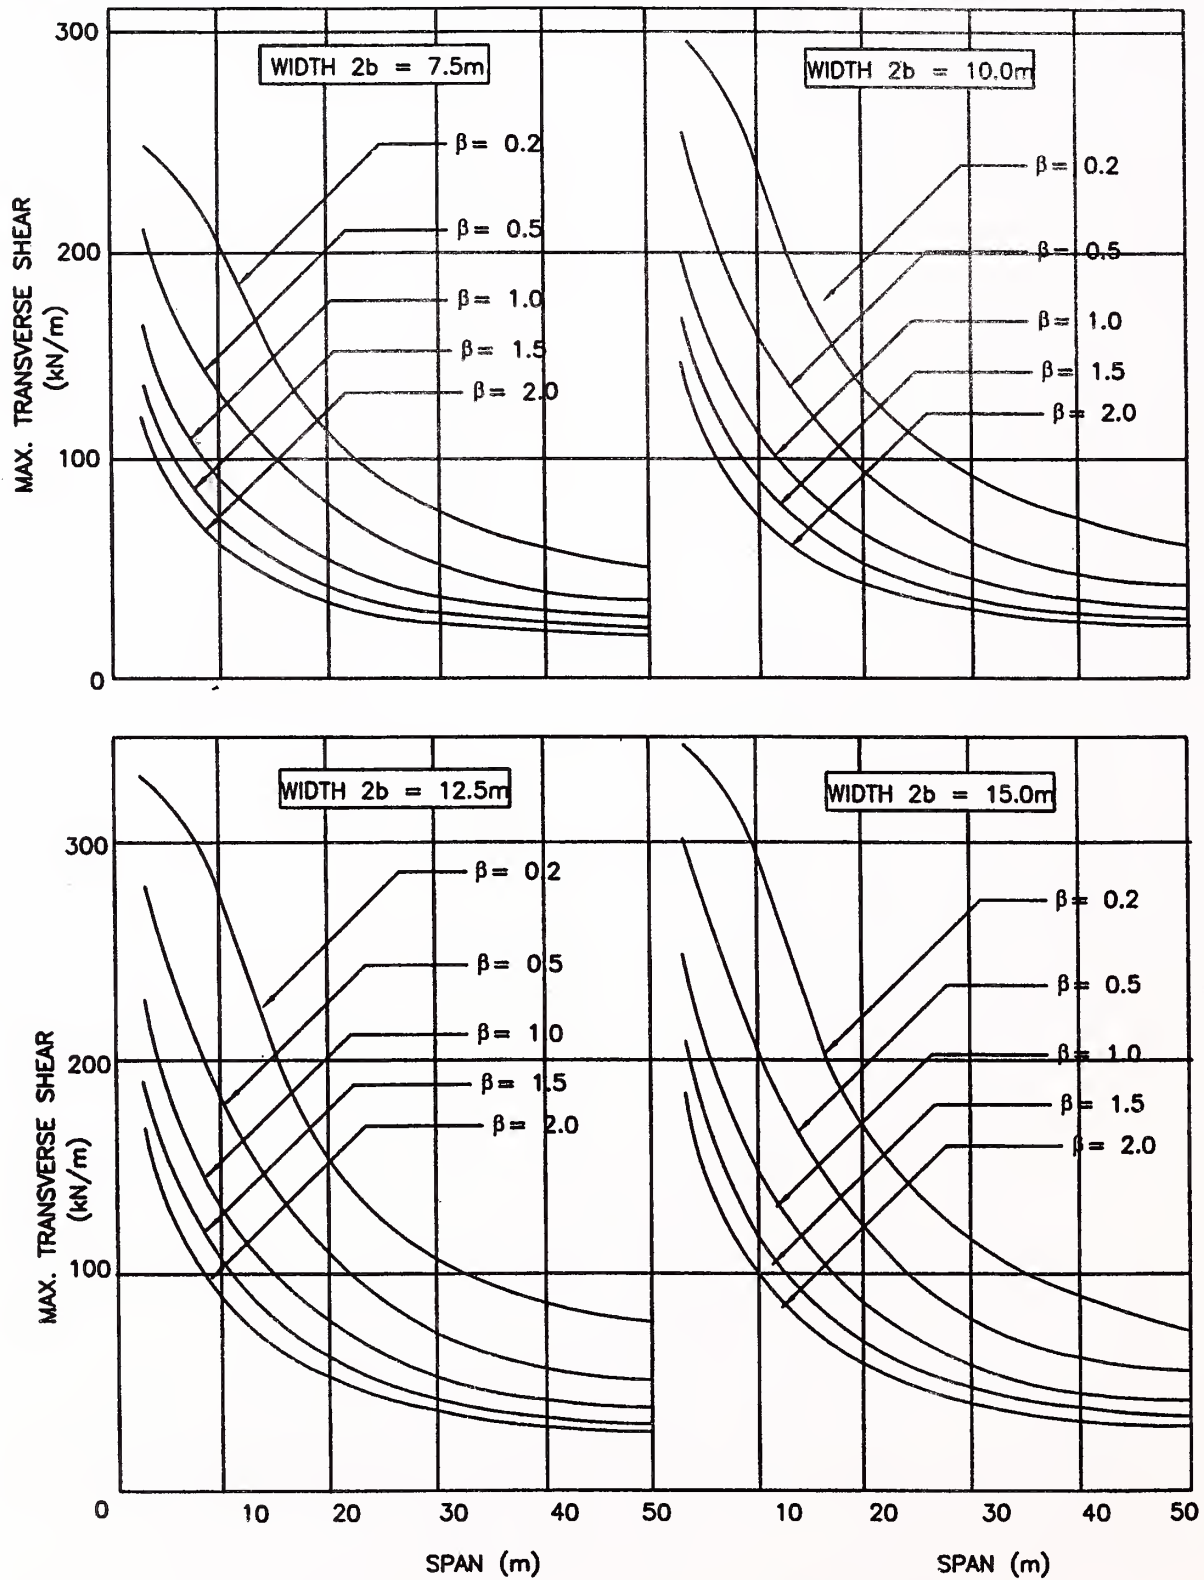 300
WIDTH 2b = 7.5m
WIDTH 2b = 10.0m
β= 0.2
β= 0.5
β= 1.0
β= 1.5
β= 2.0
β= 0.2
β= 0.5
β= 1.0
β= 1.5
β= 2.0
200
100
0
MAX. TRANSVERSE SHEAR
(kN/m)
WIDTH 2b = 12.5m
WIDTH 2b = 15.0m
300
β= 0.2
β= 0.5
β= 1.0
β= 1.5
β= 2.0
β= 0.2
β= 0.5
β= 1.0
β= 1.5
β= 2.0
200
100
MAX. TRANSVERSE SHEAR
(kN/m)
0 10 20 30 40 50 10 20 30 40 50
SPAN (m) SPAN (m)